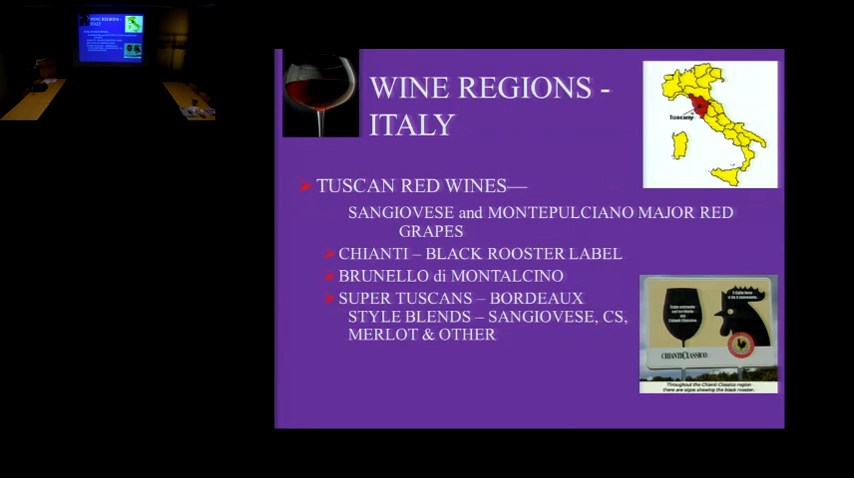 WINE REGIONS -
ITALY
Tuscany
TUSCAN RED WINES—
SANGIOVESE and MONTEPULCIANO MAJOR RED
GRAPES
CHIANTI – BLACK ROOSTER LABEL
BRUNELLO di MONTALCINO
SUPER TUSCANS – BORDEAUX
STYLE BLENDS – SANGIOVESE, CS,
MERLOT & OTHER
CHIANTI CLASSICO
Throughout the Chianti Classico region
there are signs showing the black rooster.